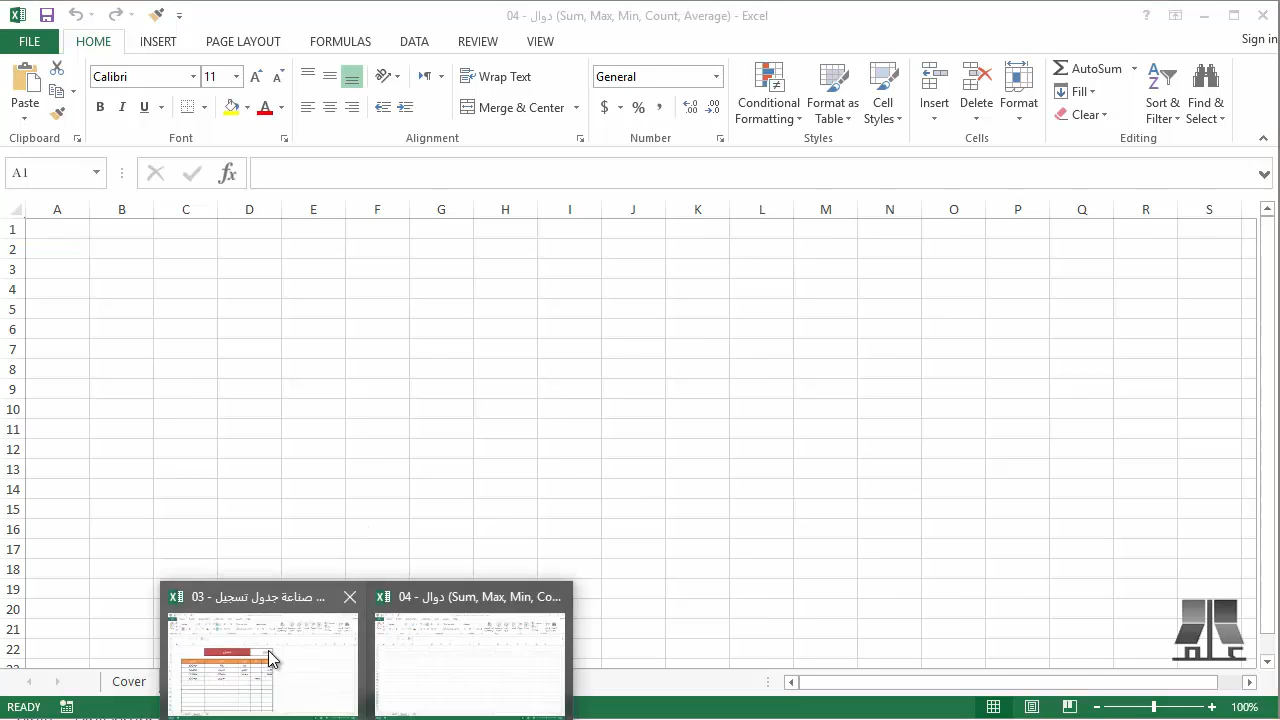 04 - دوال (Sum, Max, Min, Count, Average) - Excel
?
FILE
HOME
INSERT
PAGE LAYOUT
FORMULAS
DATA
REVIEW
VIEW
Sign in
Paste
Calibri
11
B I U
A
Wrap Text
Merge & Center
General
$ % ,
Conditional Formatting
Format as Table
Cell Styles
Insert
Delete
Format
AutoSum
Fill
Clear
Sort & Filter
Find & Select
Clipboard
Font
Alignment
Number
Styles
Cells
Editing
A1
fx
A B C D E F G H I J K L M N O P Q R S
1
2
3
4
5
6
7
8
9
10
11
12
13
14
15
16
17
18
19
20
21
22
03 - صناعة جدول تسجيل ...
04 - دوال (Sum, Max, Min, Co...
Cover
READY
100%